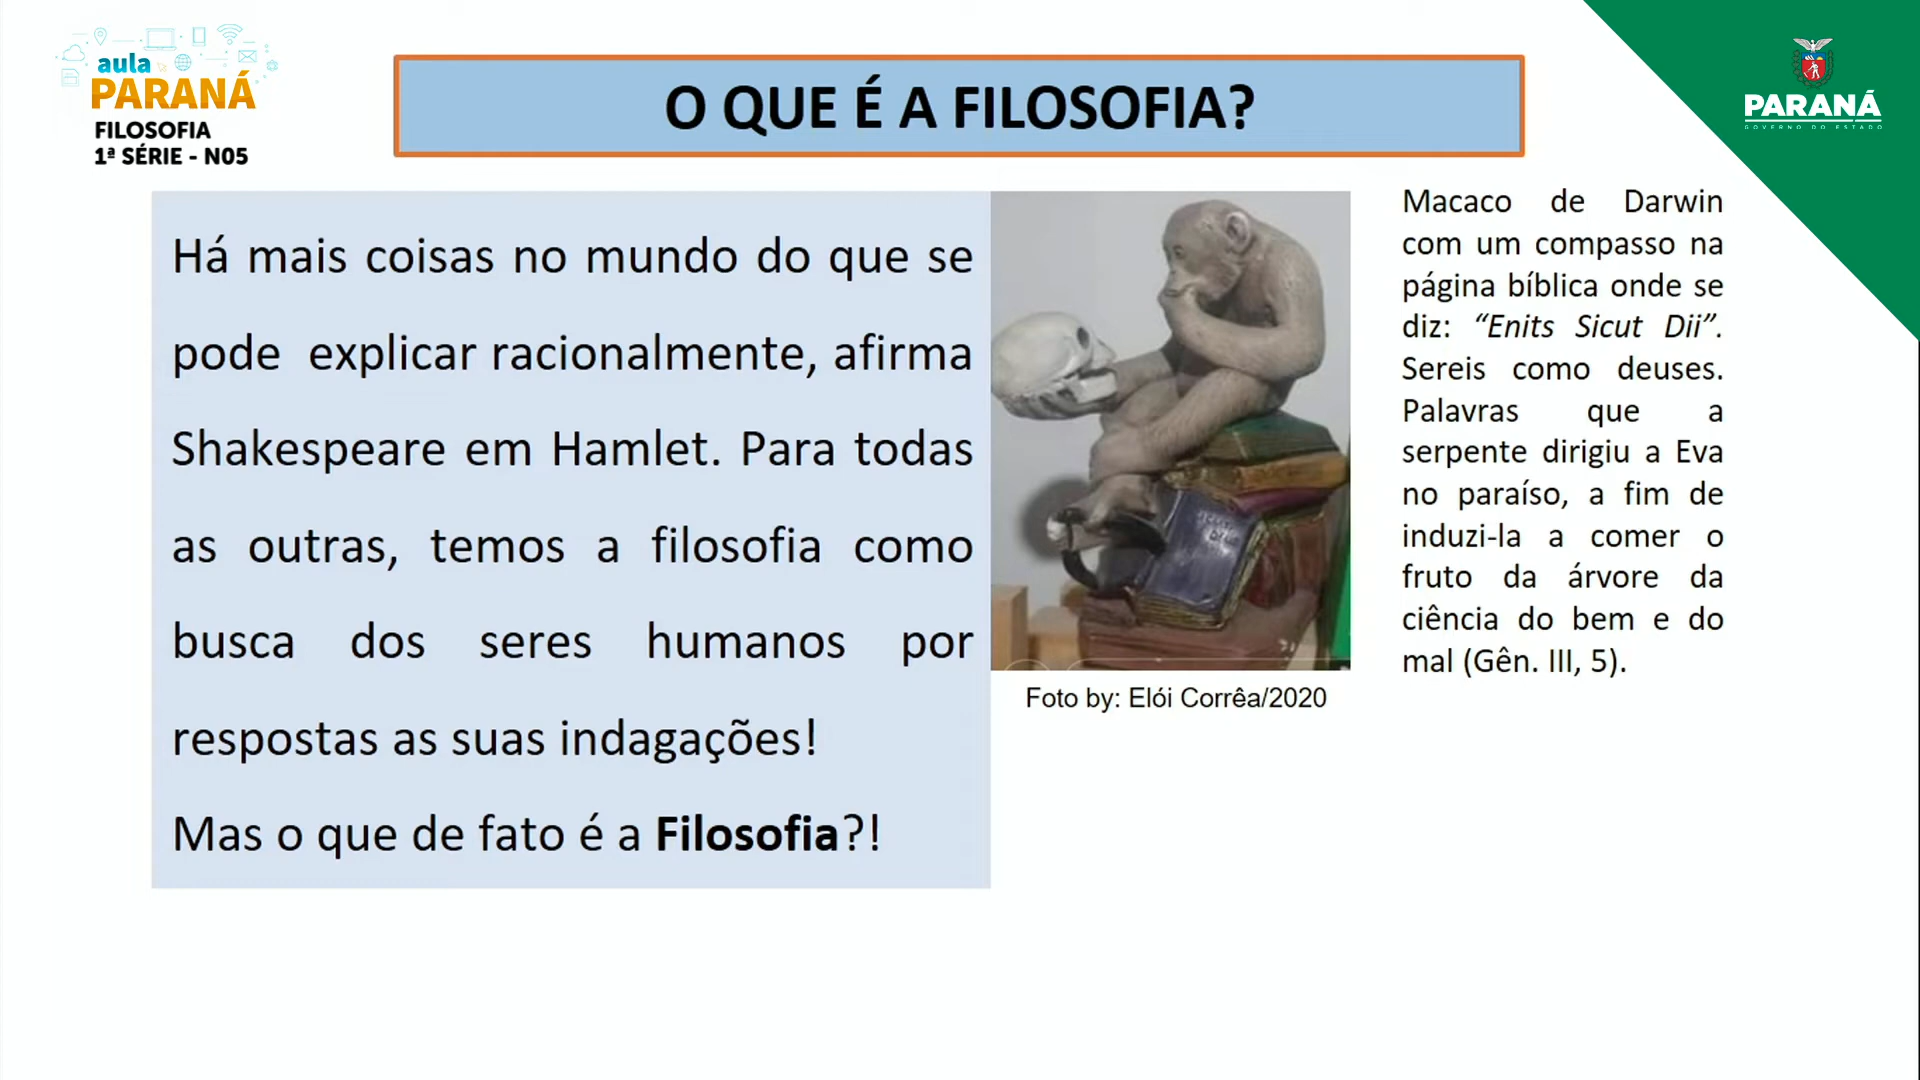 aula
PARANÁ
FILOSOFIA
1ª SÉRIE - N05
O QUE É A FILOSOFIA?
PARANÁ
GOVERNO DO ESTADO
Há mais coisas no mundo do que se
pode explicar racionalmente, afirma
Shakespeare em Hamlet. Para todas
as outras, temos a filosofia como
busca dos seres humanos por
respostas as suas indagações!
Mas o que de fato é a Filosofia?!
Foto by: Elói Corrêa/2020
Macaco de Darwin
com um compasso na
página bíblica onde se
diz: “Enits Sicut Dii”.
Sereis como deuses.
Palavras que a
serpente dirigiu a Eva
no paraíso, a fim de
induzi-la a comer o
fruto da árvore da
ciência do bem e do
mal (Gên. III, 5).